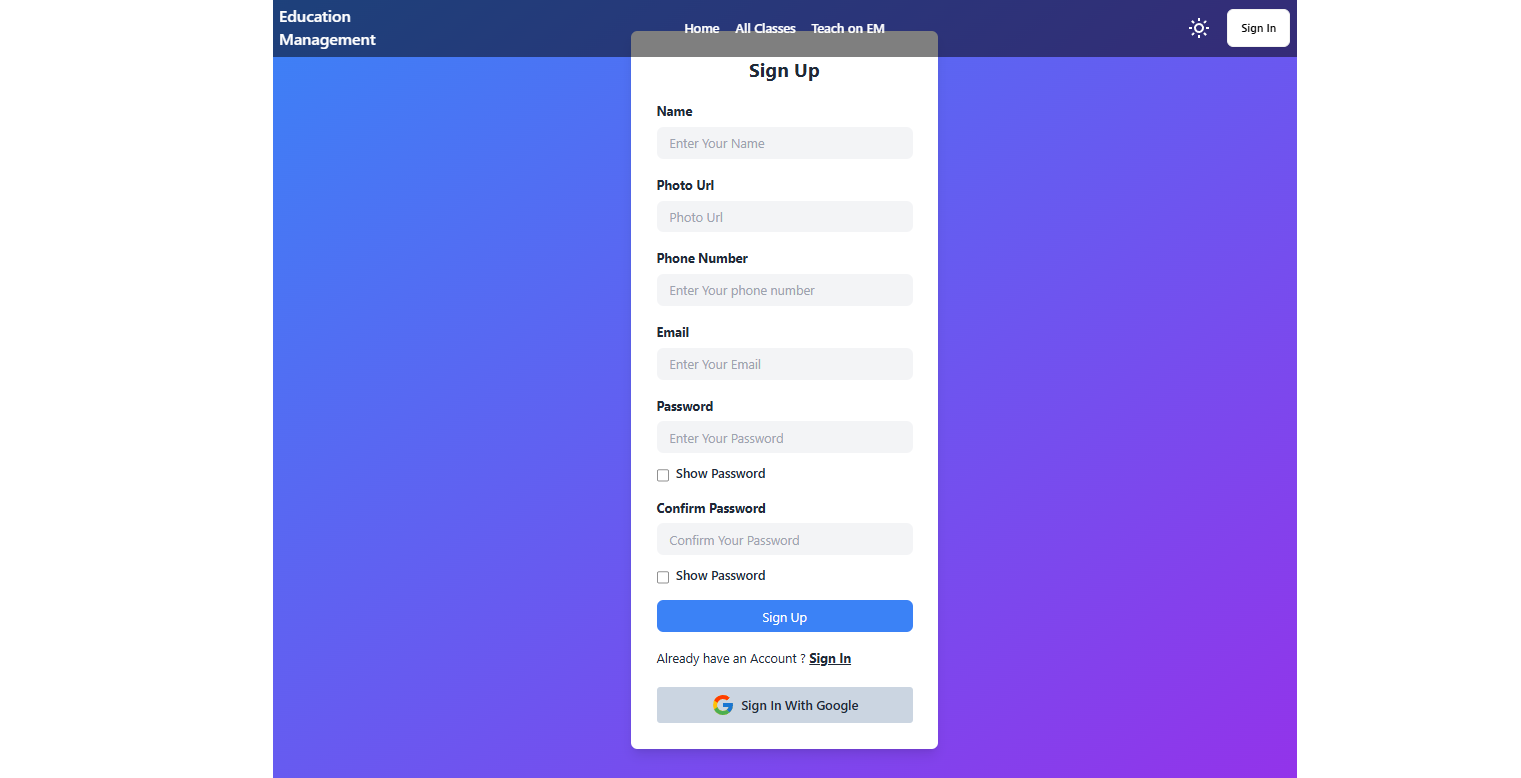 Education
Management
Home All Classes Teach on EM
Sign In
Sign Up
Name
Enter Your Name
Photo Url
Photo Url
Phone Number
Enter Your phone number
Email
Enter Your Email
Password
Enter Your Password
Show Password
Confirm Password
Confirm Your Password
Show Password
Sign Up
Already have an Account ? Sign In
Sign In With Google